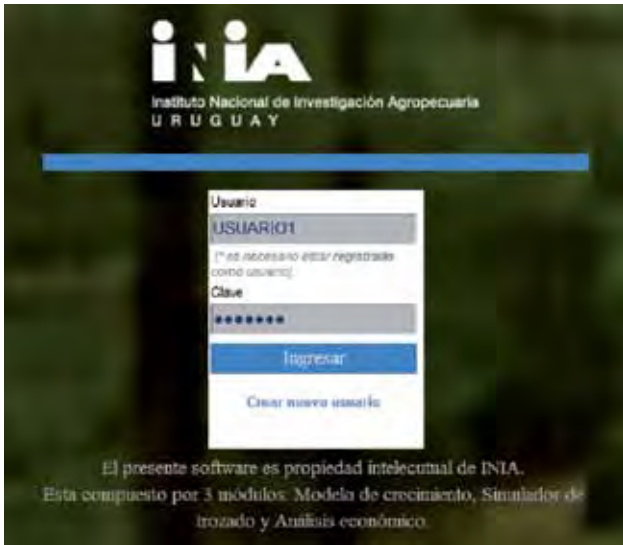 iNiA
Instituto Nacional de Investigación Agropecuaria
URUGUAY
Usuario
USUARIO1
(* es necesario estar registrado
como usuario)
Clave
●●●●●●●
Ingresar
Crear nuevo usuario
El presente software es propiedad intelecutual de INIA.
Esta compuesto por 3 módulos: Modelo de crecimiento, Simulador de
trozado y Análisis económico.